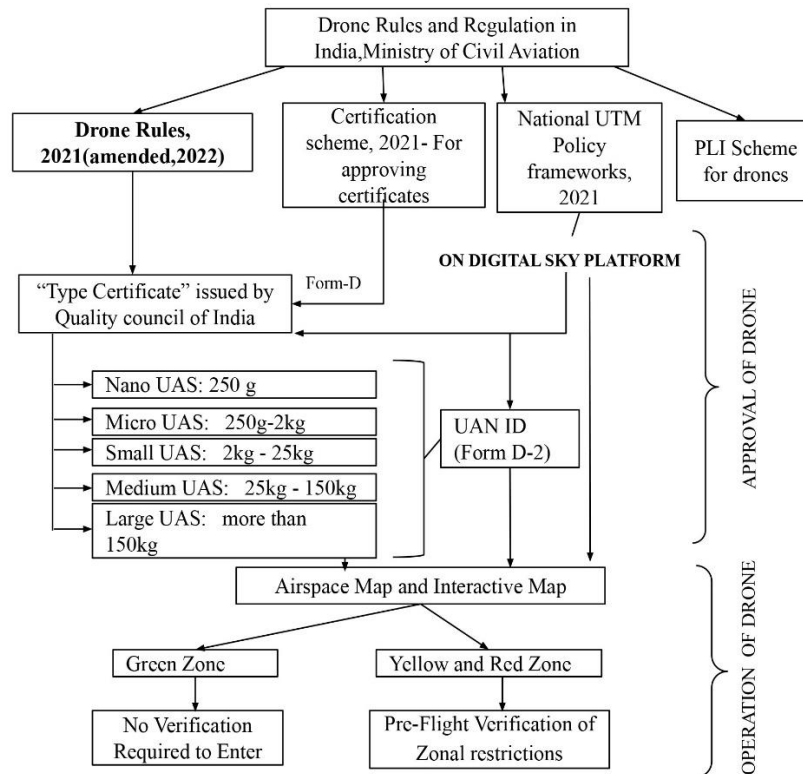 Drone Rules and Regulation in
India,Ministry of Civil Aviation
Drone Rules,
2021(amended,2022)
Certification
scheme, 2021- For
approving
certificates
National UTM
Policy
frameworks,
2021
PLI Scheme
for drones
ON DIGITAL SKY PLATFORM
Form-D
“Type Certificate” issued by
Quality council of India
Nano UAS: 250 g
Micro UAS: 250g-2kg
Small UAS: 2kg - 25kg
Medium UAS: 25kg - 150kg
Large UAS: more than
150kg
UAN ID
(Form D-2)
APPROVAL OF DRONE
Airspace Map and Interactive Map
Green Zone
Yellow and Red Zone
No Verification
Required to Enter
Pre-Flight Verification of
Zonal restrictions
OPERATION OF DRONE